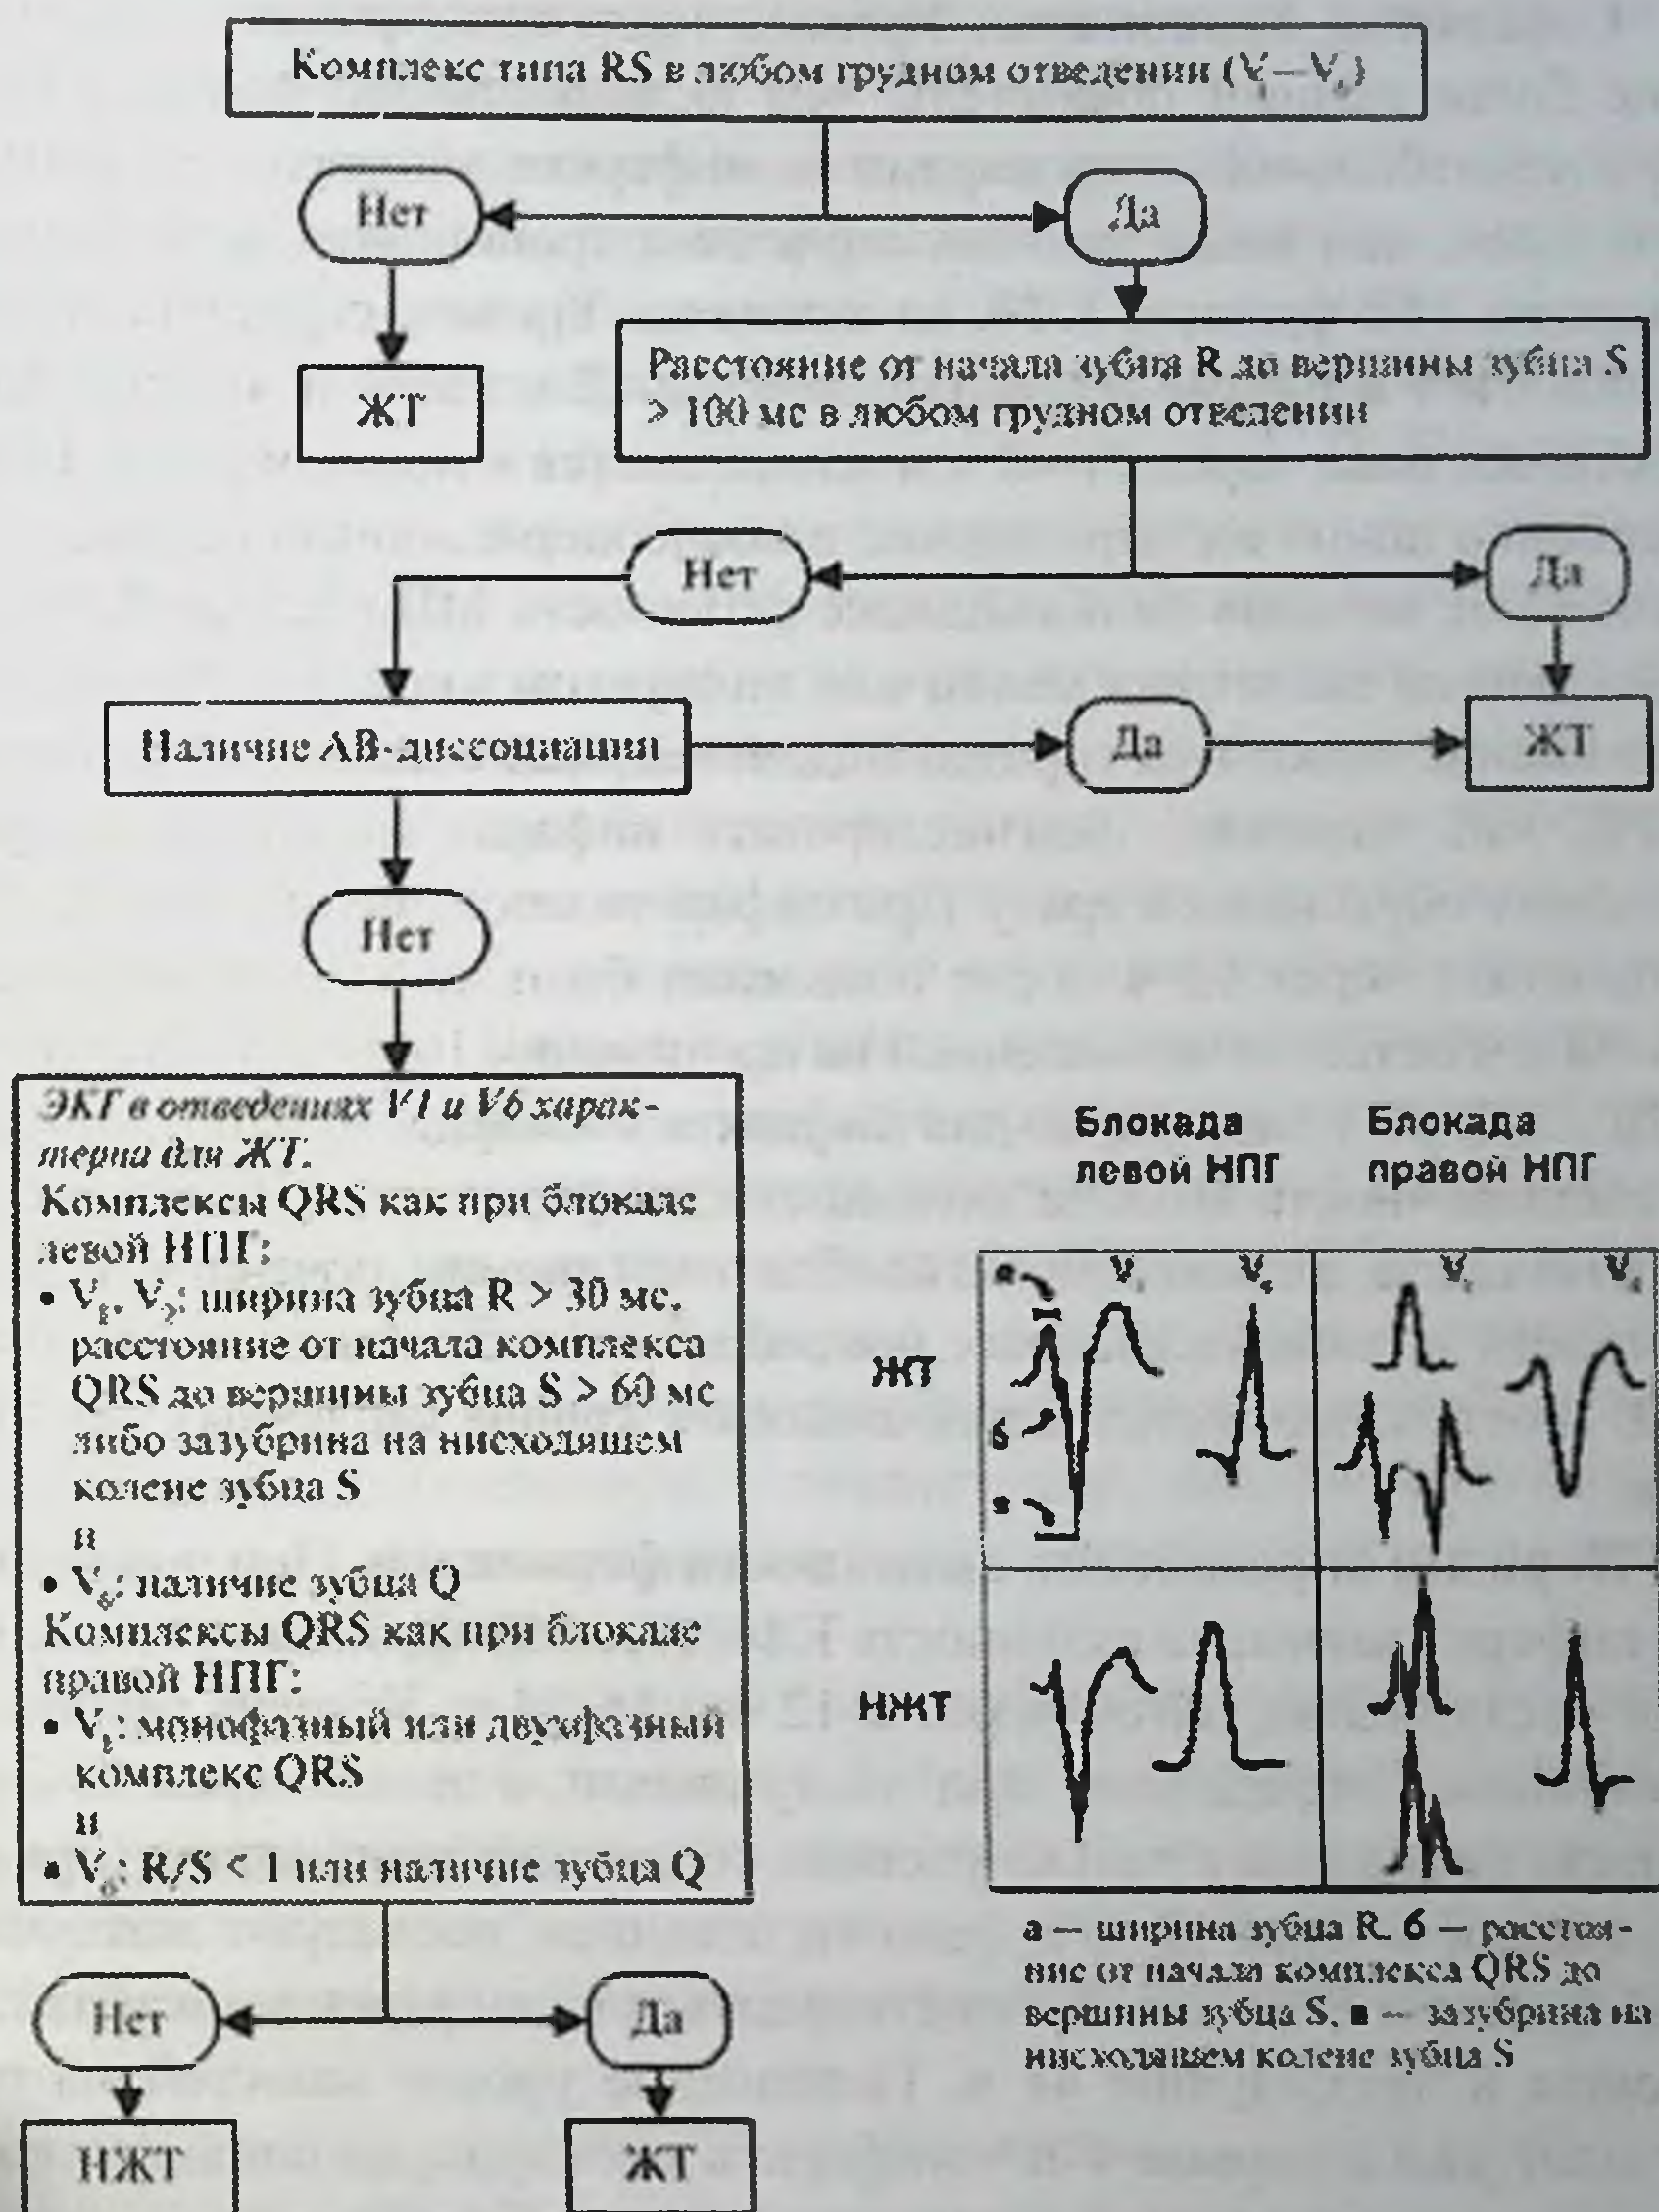 Комплекс типа RS в любом грудном отведении (V₁ – V₆)
Нет
Да
ЖТ
Расстояние от начала зубца R до вершины зубца S
> 100 мс в любом грудном отведении
Нет
Да
Наличие АВ-диссоциации
Да
ЖТ
Нет
ЭКГ в отведениях V1 и V6 харак-
терна для ЖТ.
Комплексы QRS как при блокаде
левой НПГ:
• V₁, V₂: ширина зубца R > 30 мс,
расстояние от начала комплекса
QRS до вершины зубца S > 60 мс
либо зазубрина на нисходящем
колене зубца S
и
• V₆: наличие зубца Q
Комплексы QRS как при блокаде
правой НПГ:
• V₁: монофазный или двухфазный
комплекс QRS
и
• V₆: R/S < 1 или наличие зубца Q
Нет
Да
НЖТ
ЖТ
Блокада
левой НПГ
Блокада
правой НПГ
а
V₁
V₆
V₁
V₆
ЖТ
б
в
НЖТ
а — ширина зубца R. б — расстоя-
ние от начала комплекса QRS до
вершины зубца S. в — зазубрина на
нисходящем колене зубца S